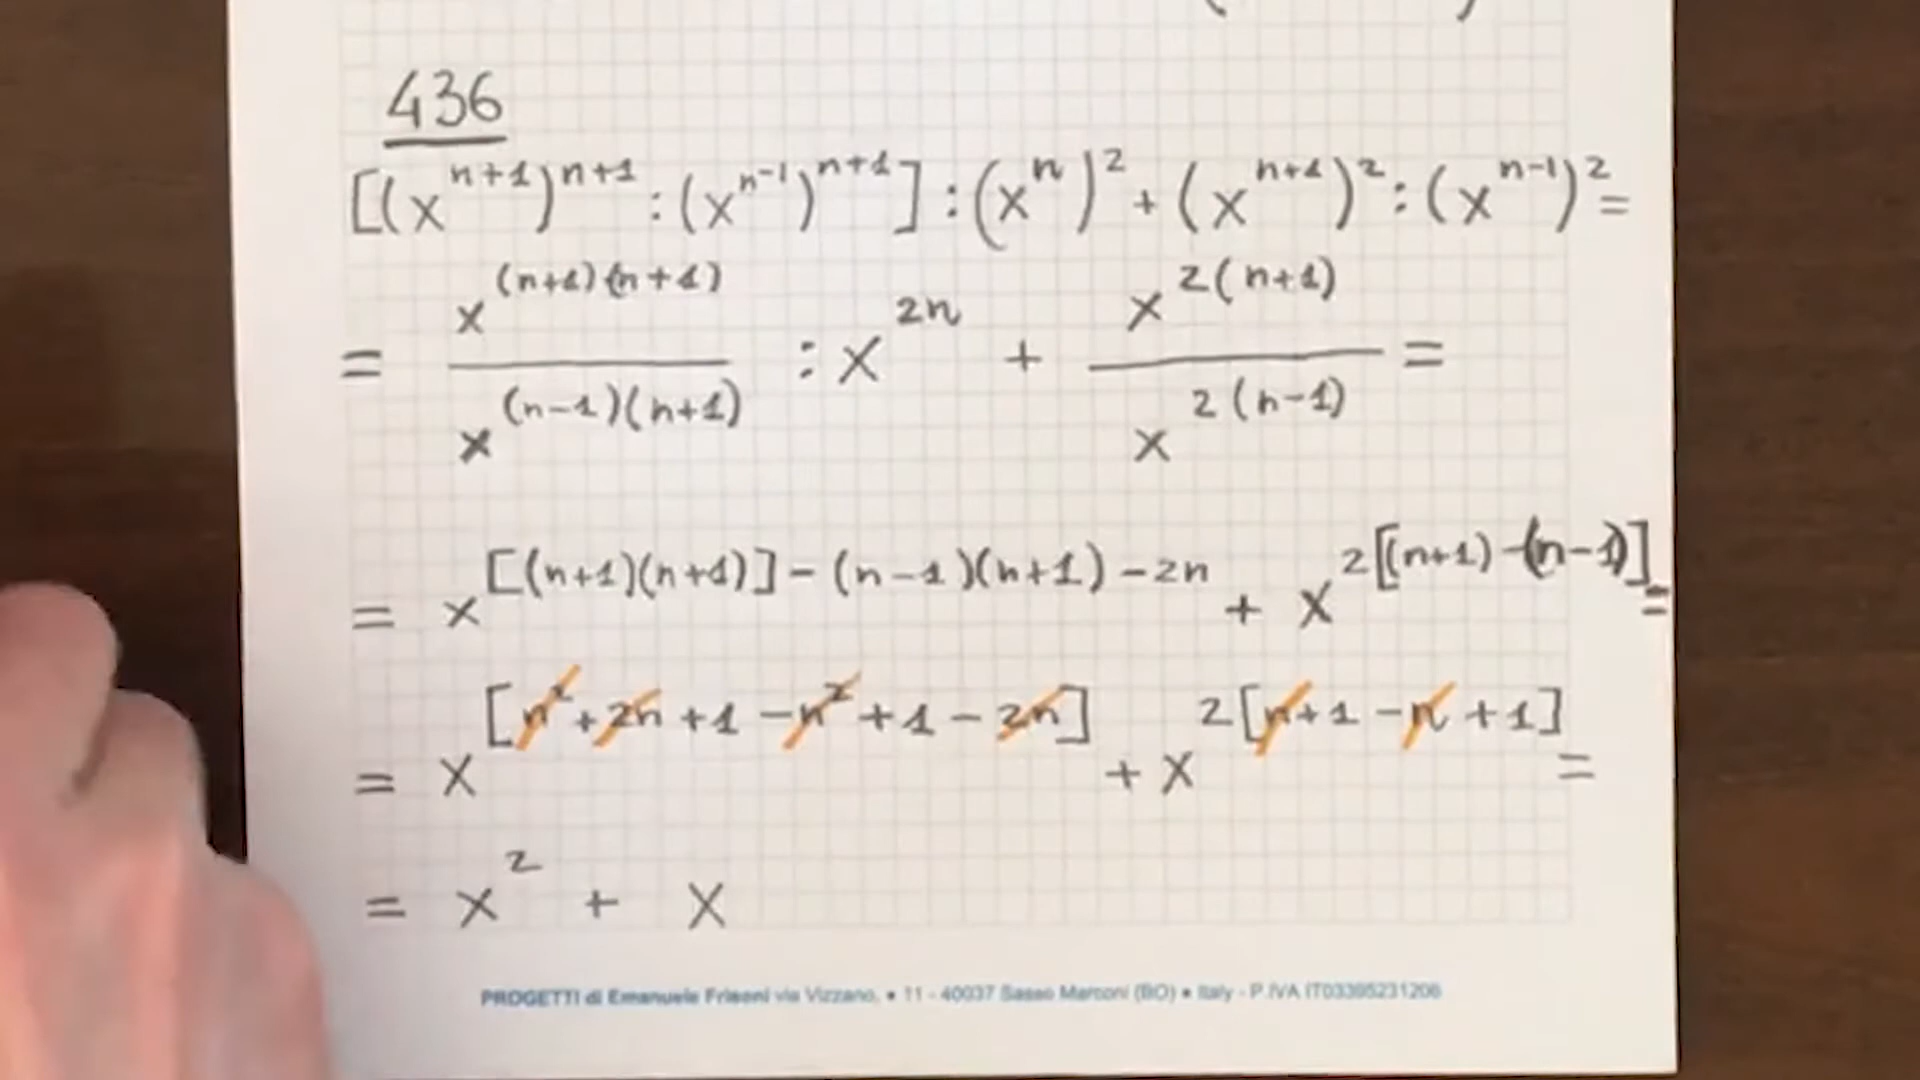 436
[(x^{n+1})^{n+1} : (x^{n-1})^{n+1}] : (x^n)^2 + (x^{n+1})^2 : (x^{n-1})^2 =
= x^{(n+1)(n+1)} / x^{(n-1)(n+1)} : x^{2n} + x^{2(n+1)} / x^{2(n-1)} =
= x^{[(n+1)(n+1)] - (n-1)(n+1) - 2n} + x^{2[(n+1) - (n-1)]} =
= x^{[n^2 + 2n + 1 - n^2 + 1 - 2n]} + x^{2[n + 1 - n + 1]} =
= x^2 + x
PROGETTI di Emanuele Frisoni via Vizzano, • 11 - 40037 Sasso Marconi (BO) • Italy - P.IVA IT03395231206